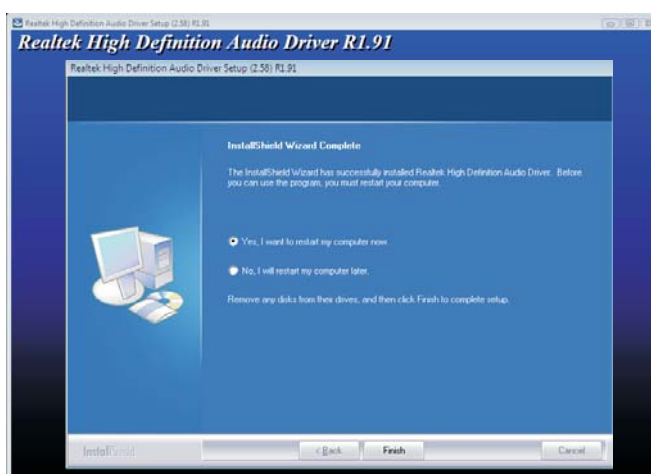 Realtek High Definition Audio Driver Setup (2.58) R1.91
Realtek High Definition Audio Driver R1.91
Realtek High Definition Audio Driver Setup (2.58) R1.91
InstallShield Wizard Complete
The InstallShield Wizard has successfully installed Realtek High Definition Audio Driver. Before
you can use the program, you must restart your computer.
Yes, I want to restart my computer now.
No, I will restart my computer later.
Remove any disks from their drives, and then click Finish to complete setup.
InstallShield
< Back Finish Cancel